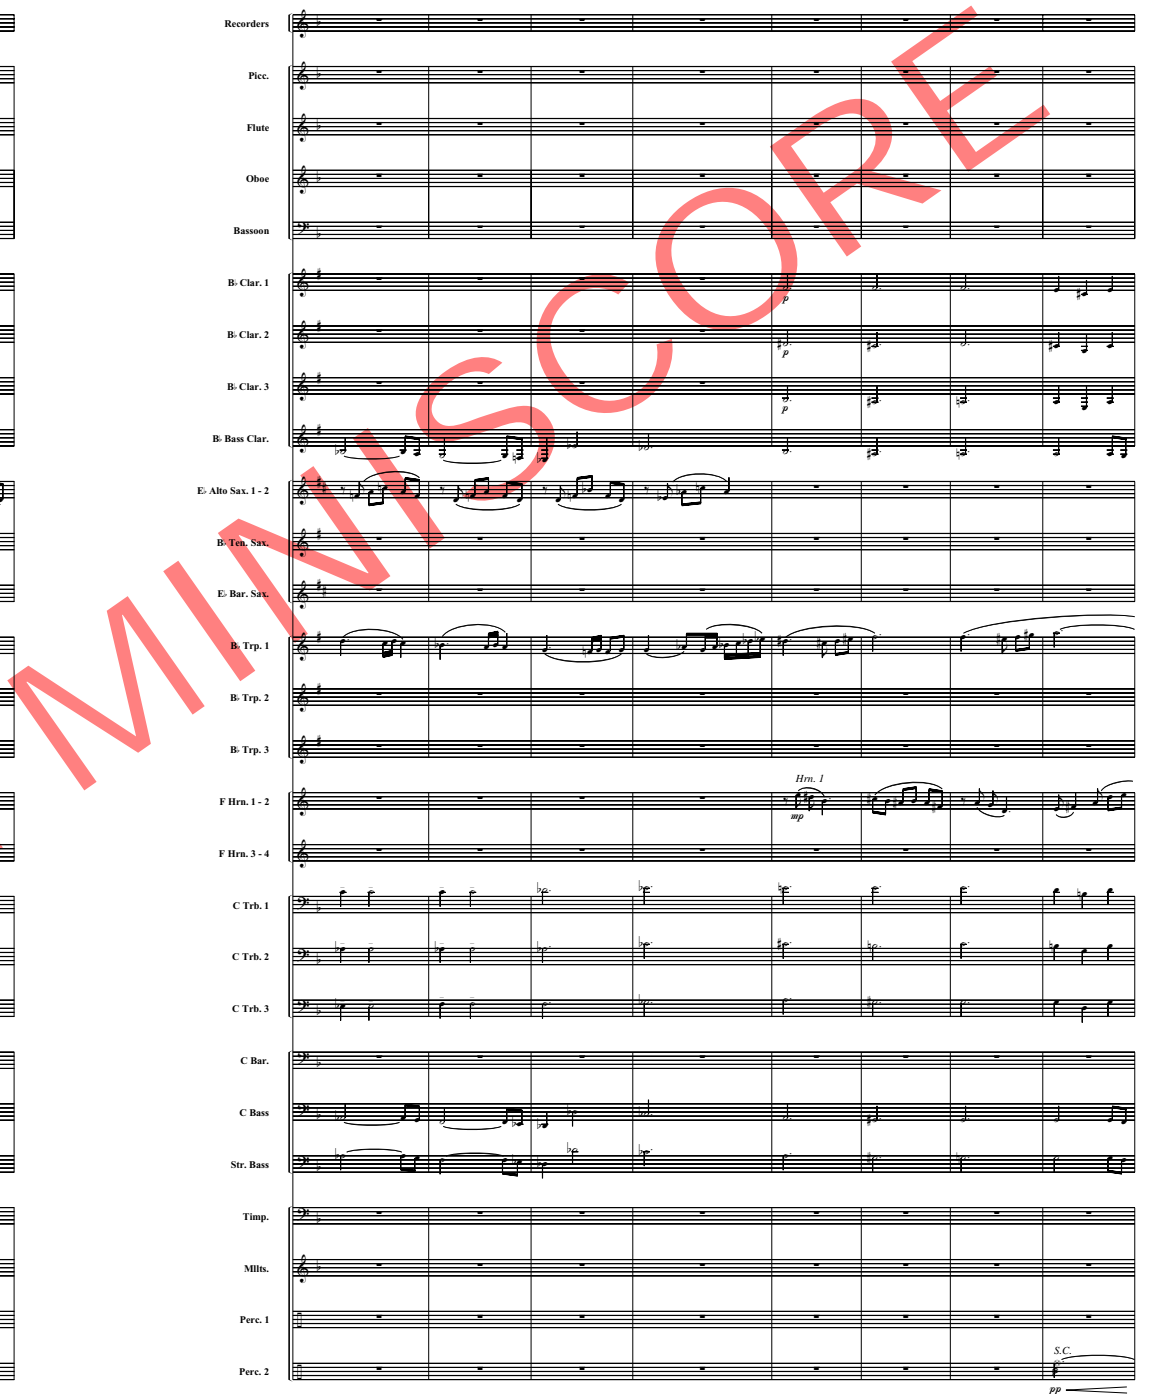 Recorders
Picc.
Flute
Oboe
Bassoon
B♭ Clar. 1
p
B♭ Clar. 2
p
B♭ Clar. 3
p
B♭ Bass Clar.
E♭ Alto Sax. 1 - 2
B♭ Ten. Sax.
E♭ Bar. Sax.
B♭ Trp. 1
B♭ Trp. 2
B♭ Trp. 3
Hrn. 1
F Hrn. 1 - 2
mp
F Hrn. 3 - 4
C Trb. 1
C Trb. 2
C Trb. 3
C Bar.
C Bass
Str. Bass
Timp.
Mllts.
Perc. 1
S.C.
Perc. 2
pp
MINISCORE